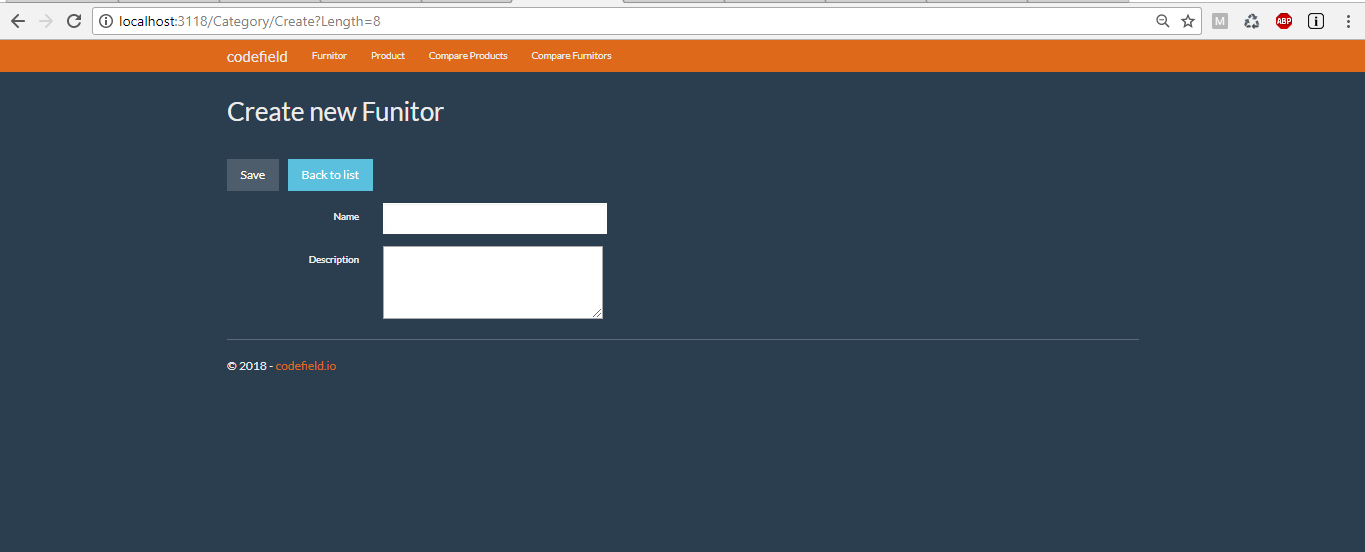 localhost:3118/Category/Create?Length=8
M ABP i
codefield Furnitor Product Compare Products Compare Furnitors
Create new Funitor
Save Back to list
Name
Description
© 2018 - codefield.io